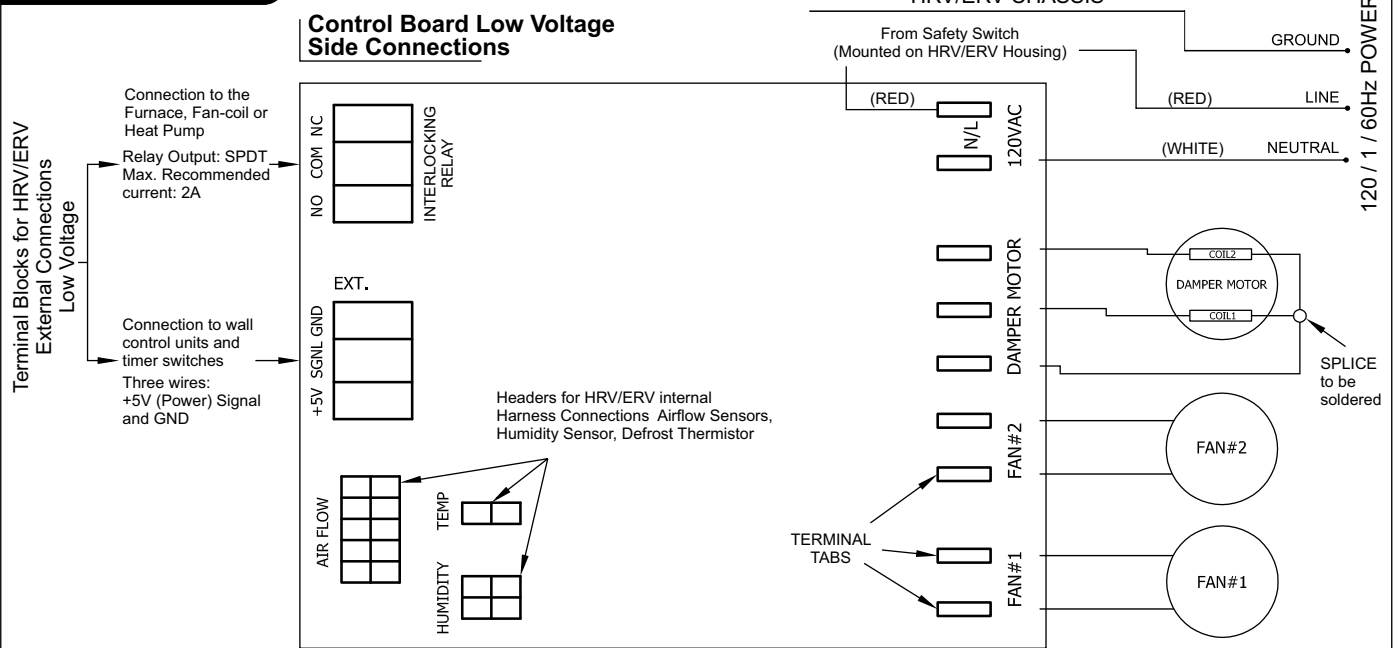 HRV/ERV CHASSIS
Control Board Low Voltage
Side Connections
From Safety Switch
(Mounted on HRV/ERV Housing)
GROUND
(RED)
(RED)
LINE
(WHITE)
NEUTRAL
120 / 1 / 60Hz POWER
Terminal Blocks for HRV/ERV
External Connections
Low Voltage
Connection to the
Furnace, Fan-coil or
Heat Pump
Relay Output: SPDT
Max. Recommended
current: 2A
NO COM NC
INTERLOCKING
RELAY
N/L
120VAC
EXT.
+5V SGNL GND
Connection to wall
control units and
timer switches
Three wires:
+5V (Power) Signal
and GND
DAMPER MOTOR
COIL2
DAMPER MOTOR
COIL1
SPLICE
to be
soldered
Headers for HRV/ERV internal
Harness Connections Airflow Sensors,
Humidity Sensor, Defrost Thermistor
AIR FLOW
TEMP
HUMIDITY
TERMINAL
TABS
FAN#2
FAN#2
FAN#1
FAN#1